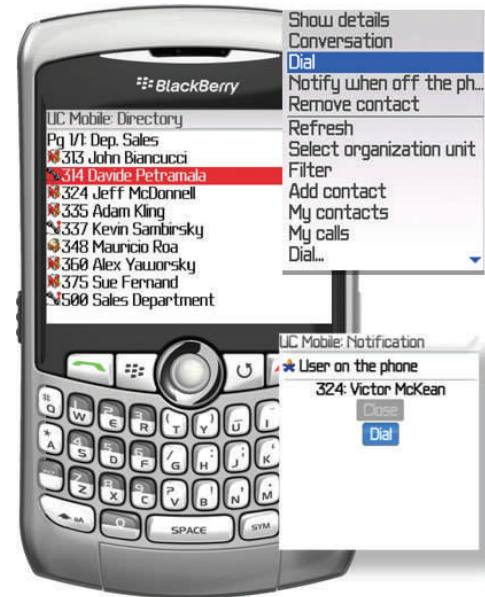 BlackBerry
UC Mobile: Directory
Pg 1/1: Dep. Sales
313 John Biancucci
314 Davide Petramala
324 Jeff McDonnell
335 Adam Kling
337 Kevin Sambirsky
348 Mauricio Roa
360 Alex Yaworsky
375 Sue Fernand
500 Sales Department
Show details
Conversation
Dial
Notify when off the ph...
Remove contact
Refresh
Select organization unit
Filter
Add contact
My contacts
My calls
Dial...
UC Mobile: Notification
User on the phone
324: Victor McKean
Close
Dial
# Q W E R T Y U I
* A S D F G H J K
Z X C V B N M
aA 0 SPACE SYM